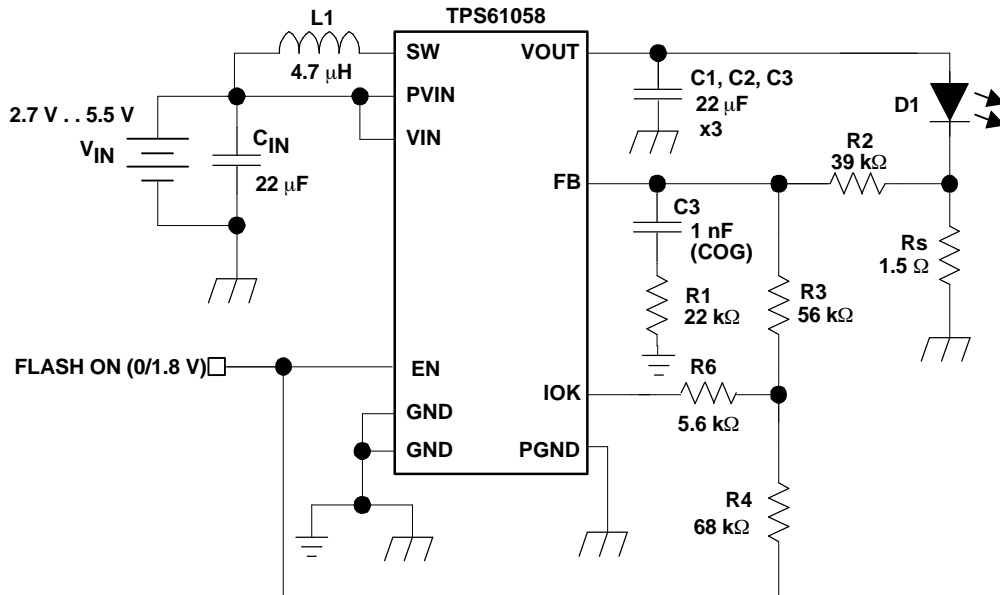 TPS61058
L1
4.7 μH
SW
PVIN
VIN
VOUT
C1, C2, C3
22 μF
x3
D1
2.7 V . . 5.5 V
VIN
CIN
22 μF
FB
R2
39 kΩ
C3
1 nF
(COG)
Rs
1.5 Ω
R1
22 kΩ
R3
56 kΩ
FLASH ON (0/1.8 V)
EN
IOK
R6
5.6 kΩ
GND
GND
PGND
R4
68 kΩ